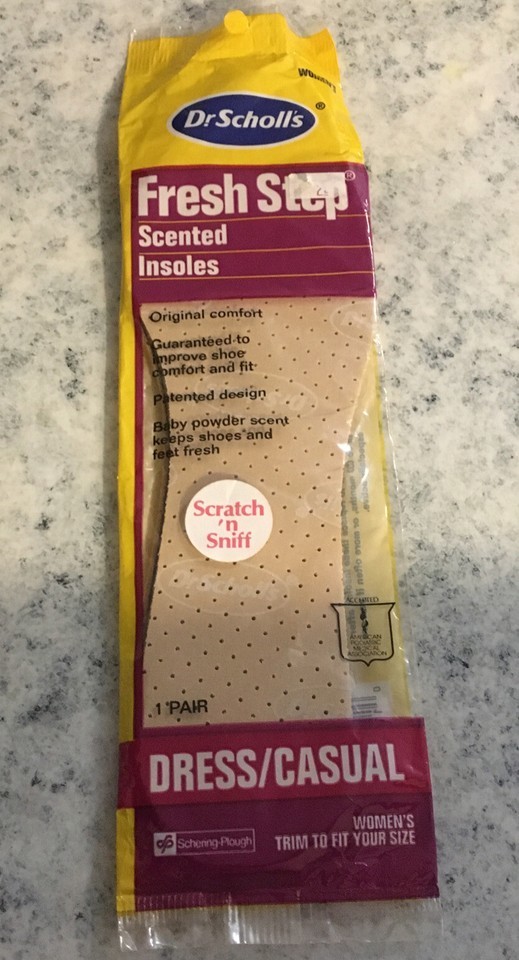 WOMEN'S
Dr Scholl's®
Fresh Step®
Scented
Insoles
Original comfort
Guaranteed to
improve shoe
comfort and fit
Patented design
Baby powder scent
keeps shoes and
feet fresh
Scratch
'n
Sniff
Dr Scholl's
ACCEPTED
AMERICAN
PODIATRIC
MEDICAL
ASSOCIATION
1 PAIR
DRESS/CASUAL
Schering-Plough
WOMEN'S
TRIM TO FIT YOUR SIZE